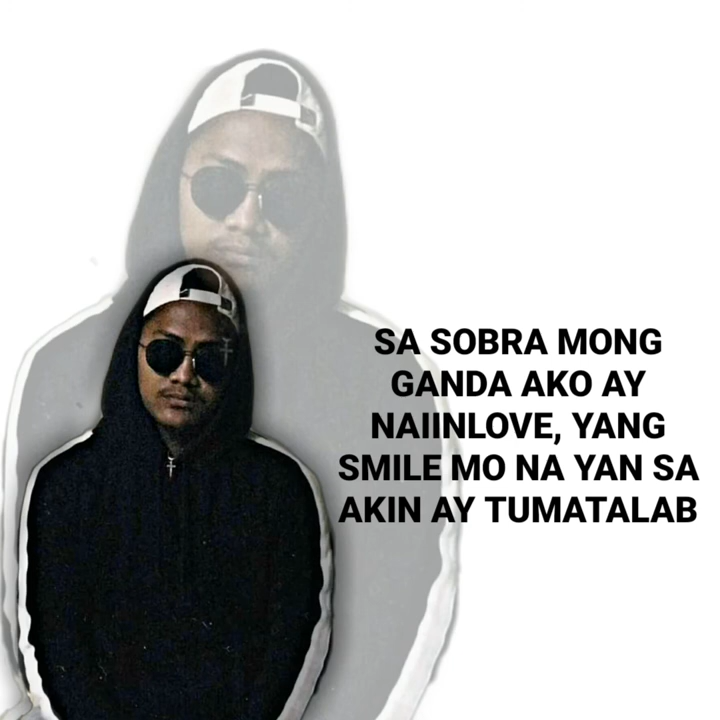 SA SOBRA MONG
GANDA AKO AY
NAIINLOVE, YANG
SMILE MO NA YAN SA
AKIN AY TUMATALAB